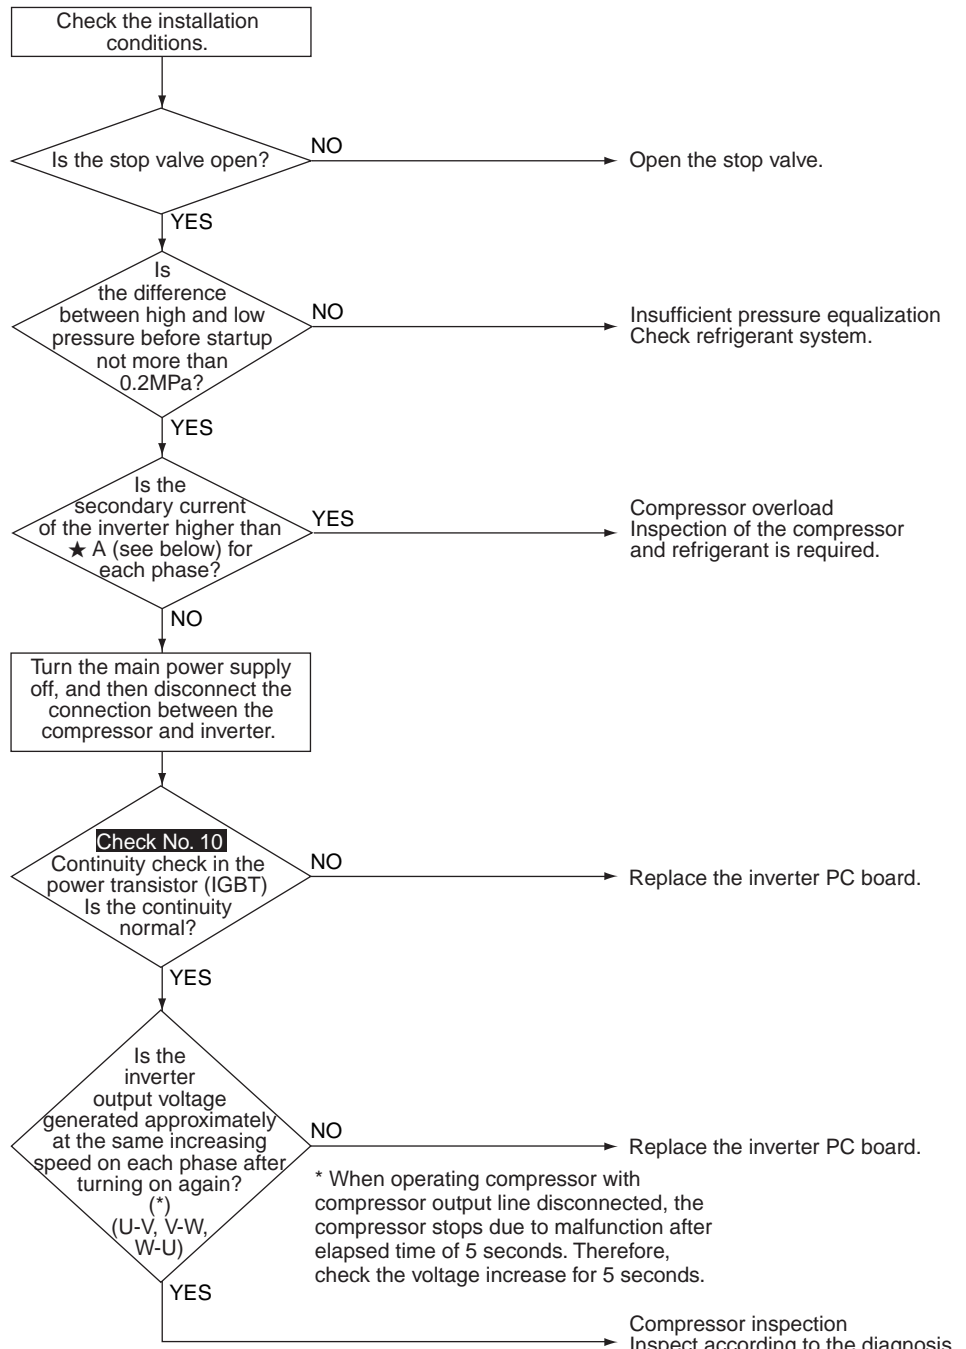 Check the installation
conditions.
Is the stop valve open?
NO
Open the stop valve.
YES
Is
the difference
between high and low
pressure before startup
not more than
0.2MPa?
NO
Insufficient pressure equalization
Check refrigerant system.
YES
Is the
secondary current
of the inverter higher than
★ A (see below) for
each phase?
YES
Compressor overload
Inspection of the compressor
and refrigerant is required.
NO
Turn the main power supply
off, and then disconnect the
connection between the
compressor and inverter.
Check No. 10
Continuity check in the
power transistor (IGBT)
Is the continuity
normal?
NO
Replace the inverter PC board.
YES
Is the
inverter
output voltage
generated approximately
at the same increasing
speed on each phase after
turning on again?
(*)
(U-V, V-W,
W-U)
NO
Replace the inverter PC board.
* When operating compressor with
compressor output line disconnected, the
compressor stops due to malfunction after
elapsed time of 5 seconds. Therefore,
check the voltage increase for 5 seconds.
YES
Compressor inspection
Inspect according to the diagnosis